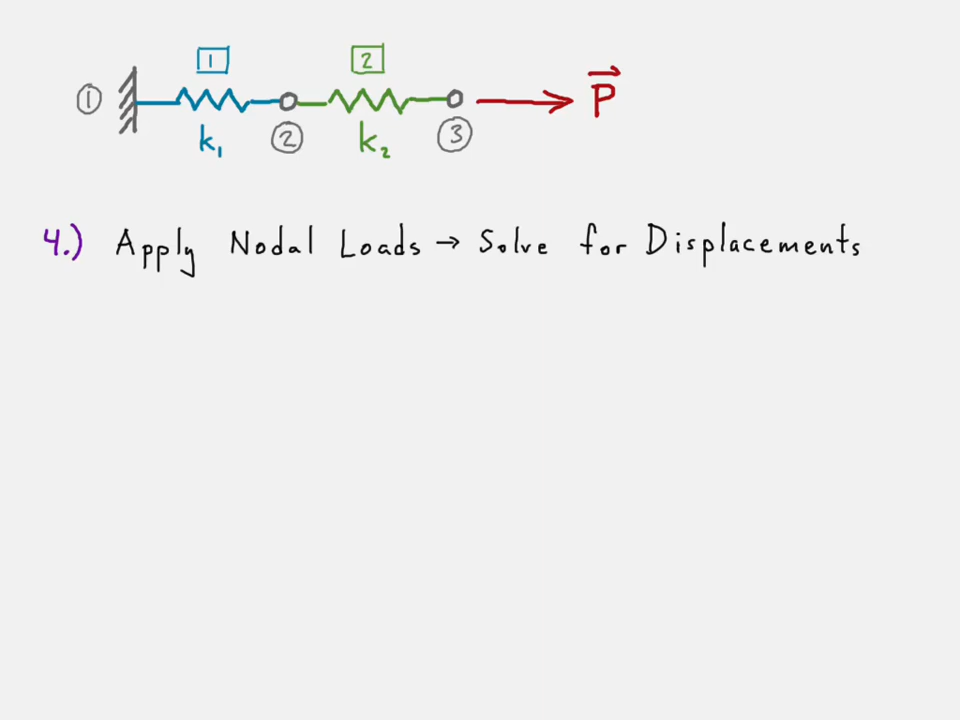 1 2
① P
k₁ ② k₂ ③
4.) Apply Nodal Loads → Solve for Displacements